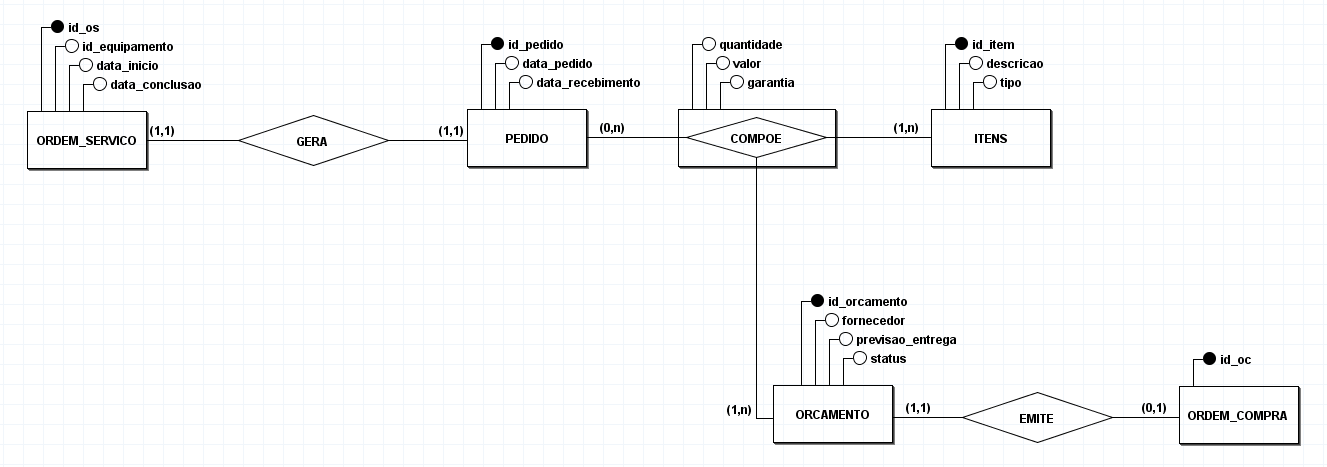 id_os
id_equipamento
data_inicio
data_conclusao
ORDEM_SERVICO
(1,1)
GERA
(1,1)
id_pedido
data_pedido
data_recebimento
PEDIDO
(0,n)
quantidade
valor
garantia
COMPOE
(1,n)
id_item
descricao
tipo
ITENS
(1,n)
id_orcamento
fornecedor
previsao_entrega
status
ORCAMENTO
(1,1)
EMITE
(0,1)
id_oc
ORDEM_COMPRA